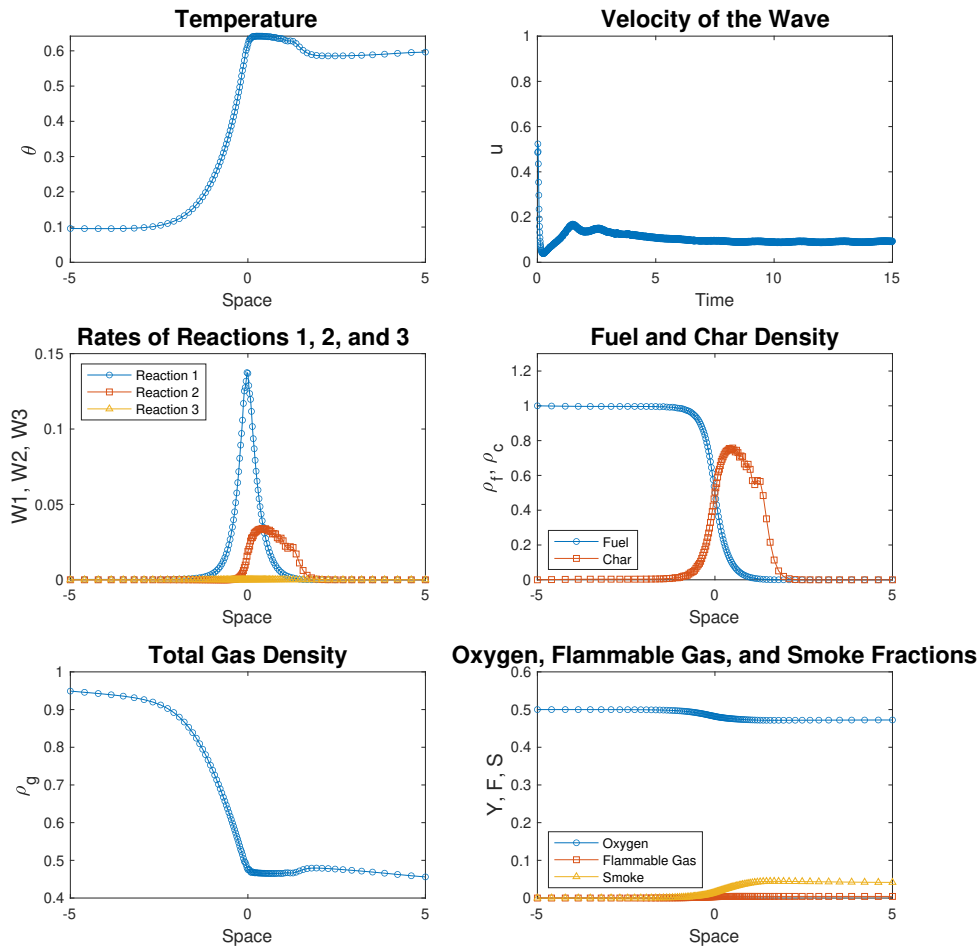 Temperature
0.6
0.5
0.4
0.3
0.2
0.1
0
θ
-5 0 5
Space
Velocity of the Wave
1
0.8
0.6
0.4
0.2
0
u
0 5 10 15
Time
Rates of Reactions 1, 2, and 3
0.15
0.1
0.05
0
W1, W2, W3
Reaction 1
Reaction 2
Reaction 3
-5 0 5
Space
Fuel and Char Density
1.2
1
0.8
0.6
0.4
0.2
0
ρ_f, ρ_c
Fuel
Char
-5 0 5
Space
Total Gas Density
1
0.9
0.8
0.7
0.6
0.5
0.4
ρ_g
-5 0 5
Space
Oxygen, Flammable Gas, and Smoke Fractions
0.6
0.5
0.4
0.3
0.2
0.1
0
Y, F, S
Oxygen
Flammable Gas
Smoke
-5 0 5
Space